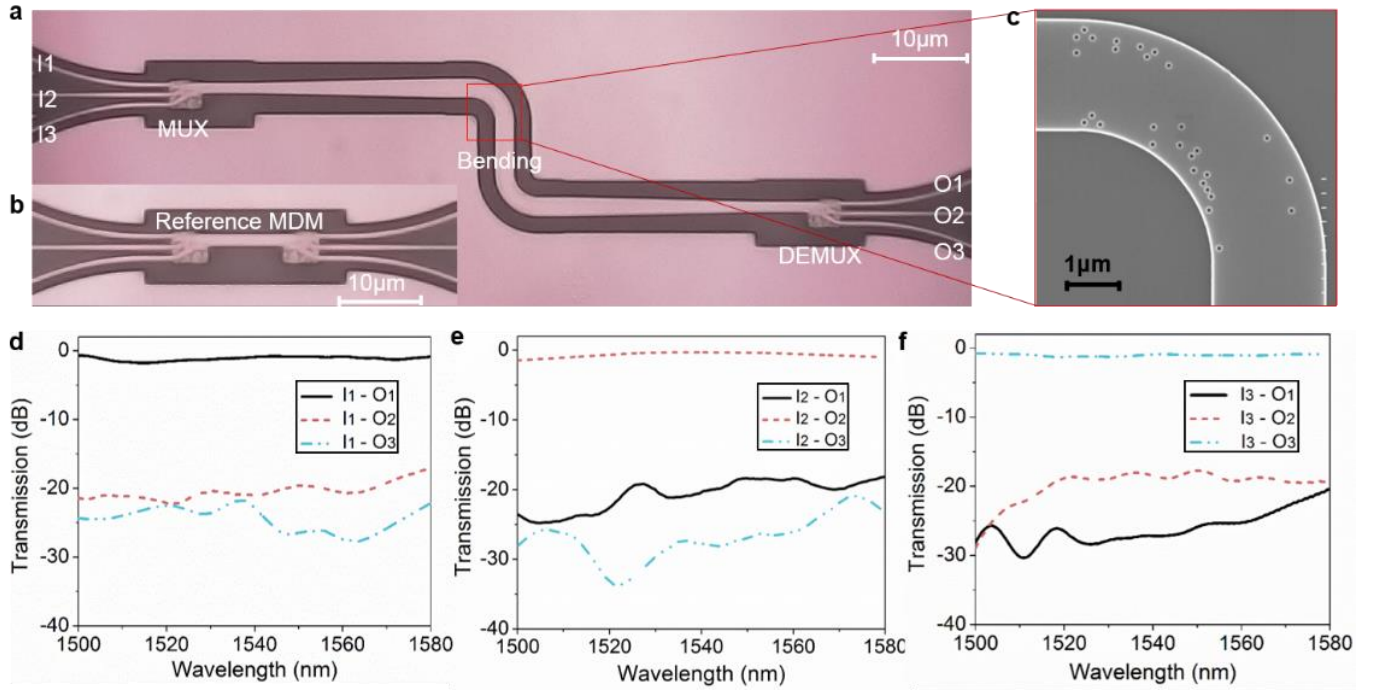 a
I1
I2
I3
MUX
Bending
10μm
O1
O2
O3
DEMUX
b
Reference MDM
10μm
c
1μm
d
Transmission (dB)
0
-10
-20
-30
-40
I1 - O1
I1 - O2
I1 - O3
1500 1520 1540 1560 1580
Wavelength (nm)
e
Transmission (dB)
0
-10
-20
-30
-40
I2 - O1
I2 - O2
I2 - O3
1500 1520 1540 1560 1580
Wavelength (nm)
f
Transmission (dB)
0
-10
-20
-30
-40
I3 - O1
I3 - O2
I3 - O3
1500 1520 1540 1560 1580
Wavelength (nm)